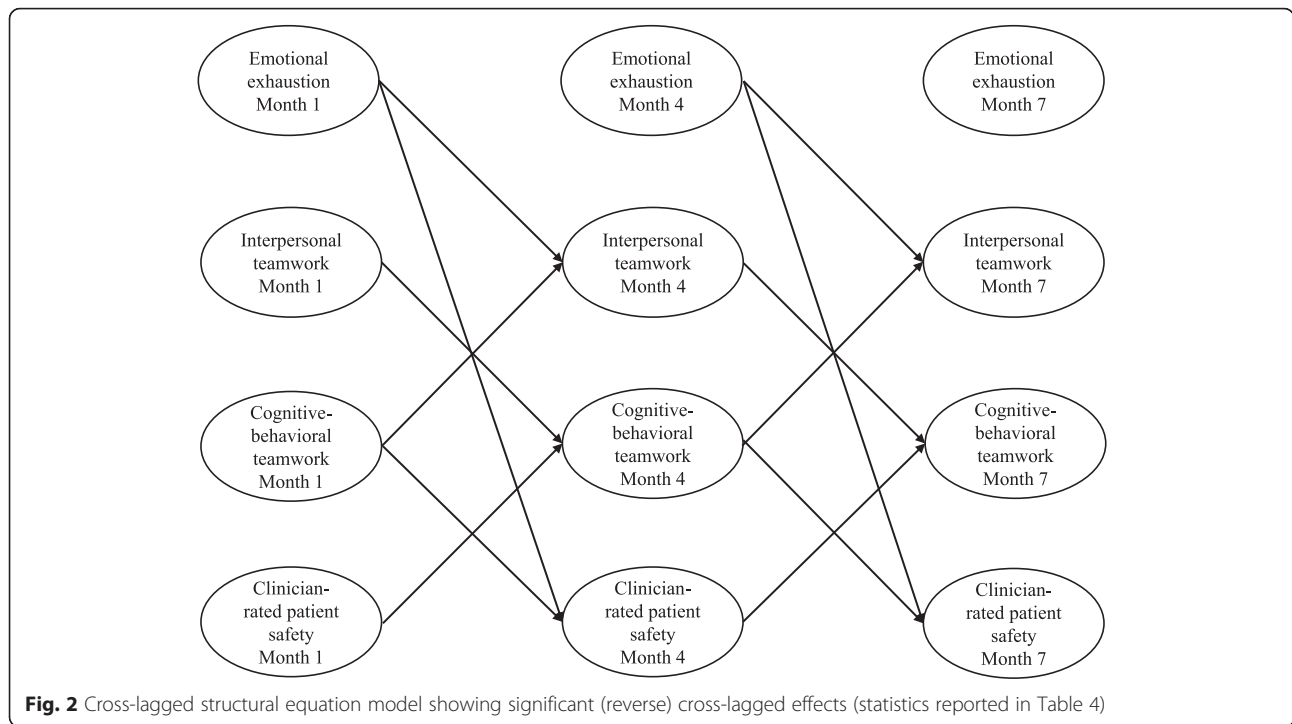 Emotional
exhaustion
Month 1
Emotional
exhaustion
Month 4
Emotional
exhaustion
Month 7
Interpersonal
teamwork
Month 1
Interpersonal
teamwork
Month 4
Interpersonal
teamwork
Month 7
Cognitive-
behavioral
teamwork
Month 1
Cognitive-
behavioral
teamwork
Month 4
Cognitive-
behavioral
teamwork
Month 7
Clinician-
rated patient
safety
Month 1
Clinician-
rated patient
safety
Month 4
Clinician-
rated patient
safety
Month 7
Fig. 2 Cross-lagged structural equation model showing significant (reverse) cross-lagged effects (statistics reported in Table 4)